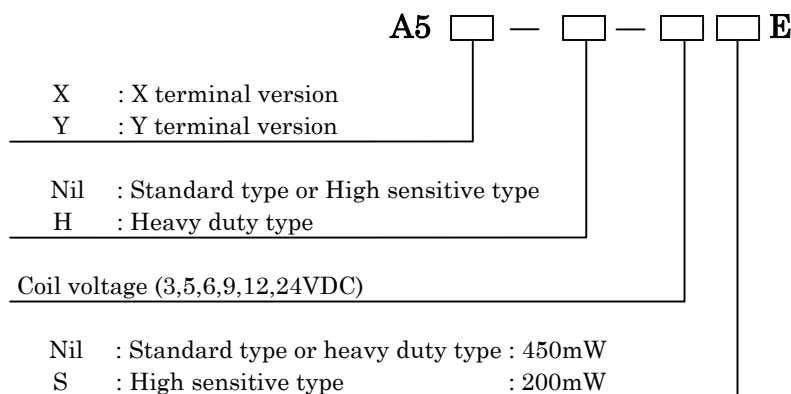 A5 □ — □ — □ □ E
X : X terminal version
Y : Y terminal version
Nil : Standard type or High sensitive type
H : Heavy duty type
Coil voltage (3,5,6,9,12,24VDC)
Nil : Standard type or heavy duty type : 450mW
S : High sensitive type : 200mW